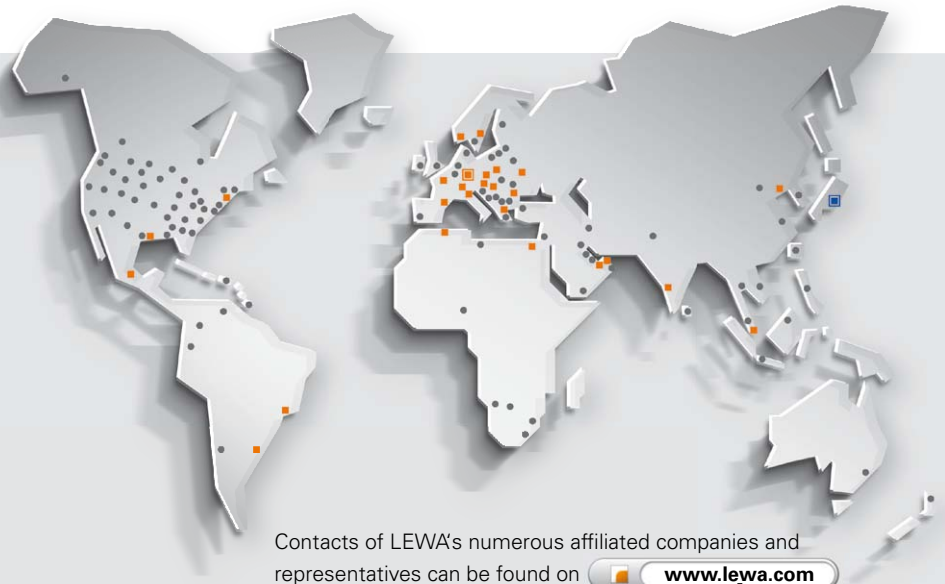 Contacts of LEWA‘s numerous affiliated companies and
representatives can be found on www.lewa.com